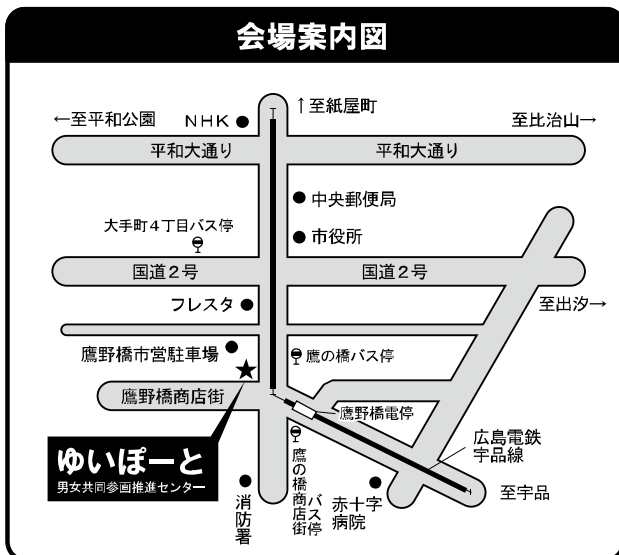 会場案内図
←至平和公園
NHK
↑至紙屋町
至比治山→
平和大通り
平和大通り
中央郵便局
大手町4丁目バス停
市役所
国道2号
国道2号
フレスタ
至出汐→
鷹野橋市営駐車場
鷹の橋バス停
鷹野橋商店街
鷹野橋電停
ゆいぽーと
男女共同参画推進センター
広島電鉄
宇品線
至宇品
消防署
鷹の橋商店街
バス停
赤十字
病院